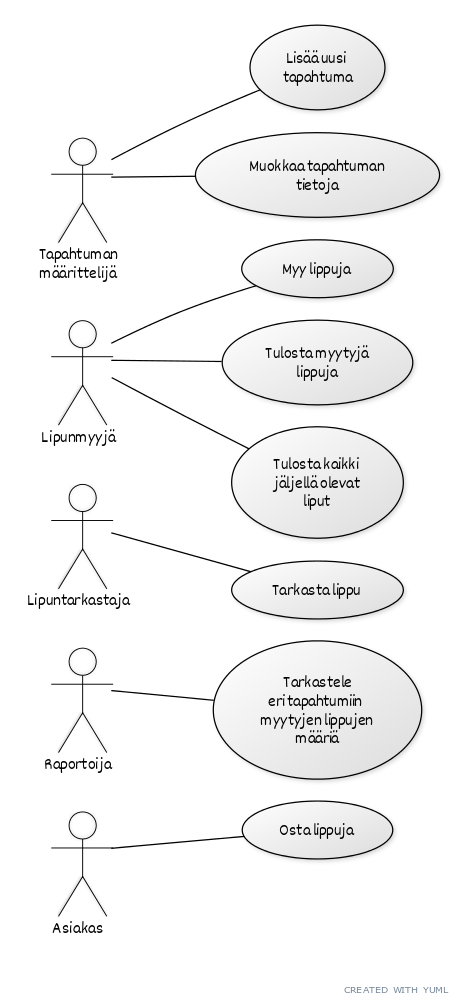 Lisää uusi
tapahtuma
Muokkaa tapahtuman
tietoja
Tapahtuman
määrittelijä
Myy lippuja
Tulosta myytyjä
lippuja
Lipunmyyjä
Tulosta kaikki
jäljellä olevat
liput
Tarkasta lippu
Lipuntarkastaja
Tarkastele
eri tapahtumiin
myytyjen lippujen
määriä
Raportoija
Osta lippuja
Asiakas
CREATED WITH YUML